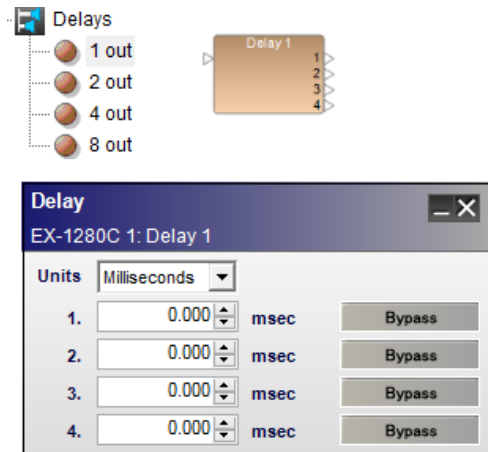 Delays
1 out
2 out
4 out
8 out
Delay 1
1
2
3
4
Delay
EX-1280C 1: Delay 1
Units Milliseconds
1. 0.000 msec Bypass
2. 0.000 msec Bypass
3. 0.000 msec Bypass
4. 0.000 msec Bypass